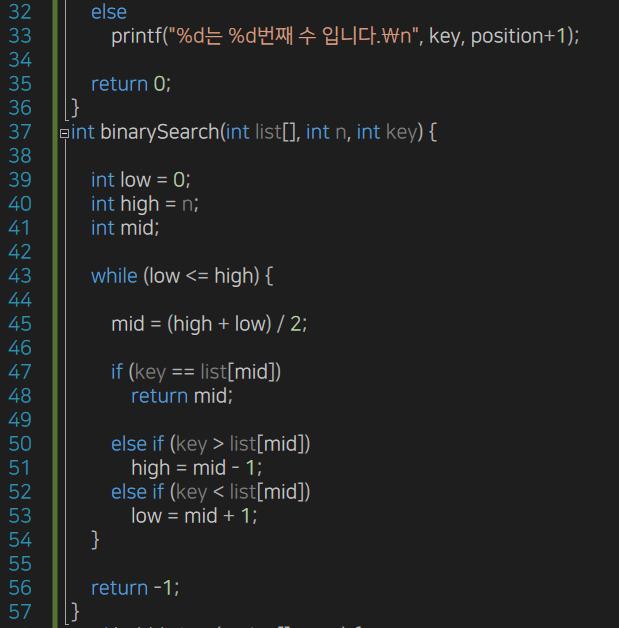 32 else
33 printf("%d는 %d번째 수 입니다.₩n", key, position+1);
34
35 return 0;
36 }
37 int binarySearch(int list[], int n, int key) {
38
39 int low = 0;
40 int high = n;
41 int mid;
42
43 while (low <= high) {
44
45 mid = (high + low) / 2;
46
47 if (key == list[mid])
48 return mid;
49
50 else if (key > list[mid])
51 high = mid - 1;
52 else if (key < list[mid])
53 low = mid + 1;
54 }
55
56 return -1;
57 }